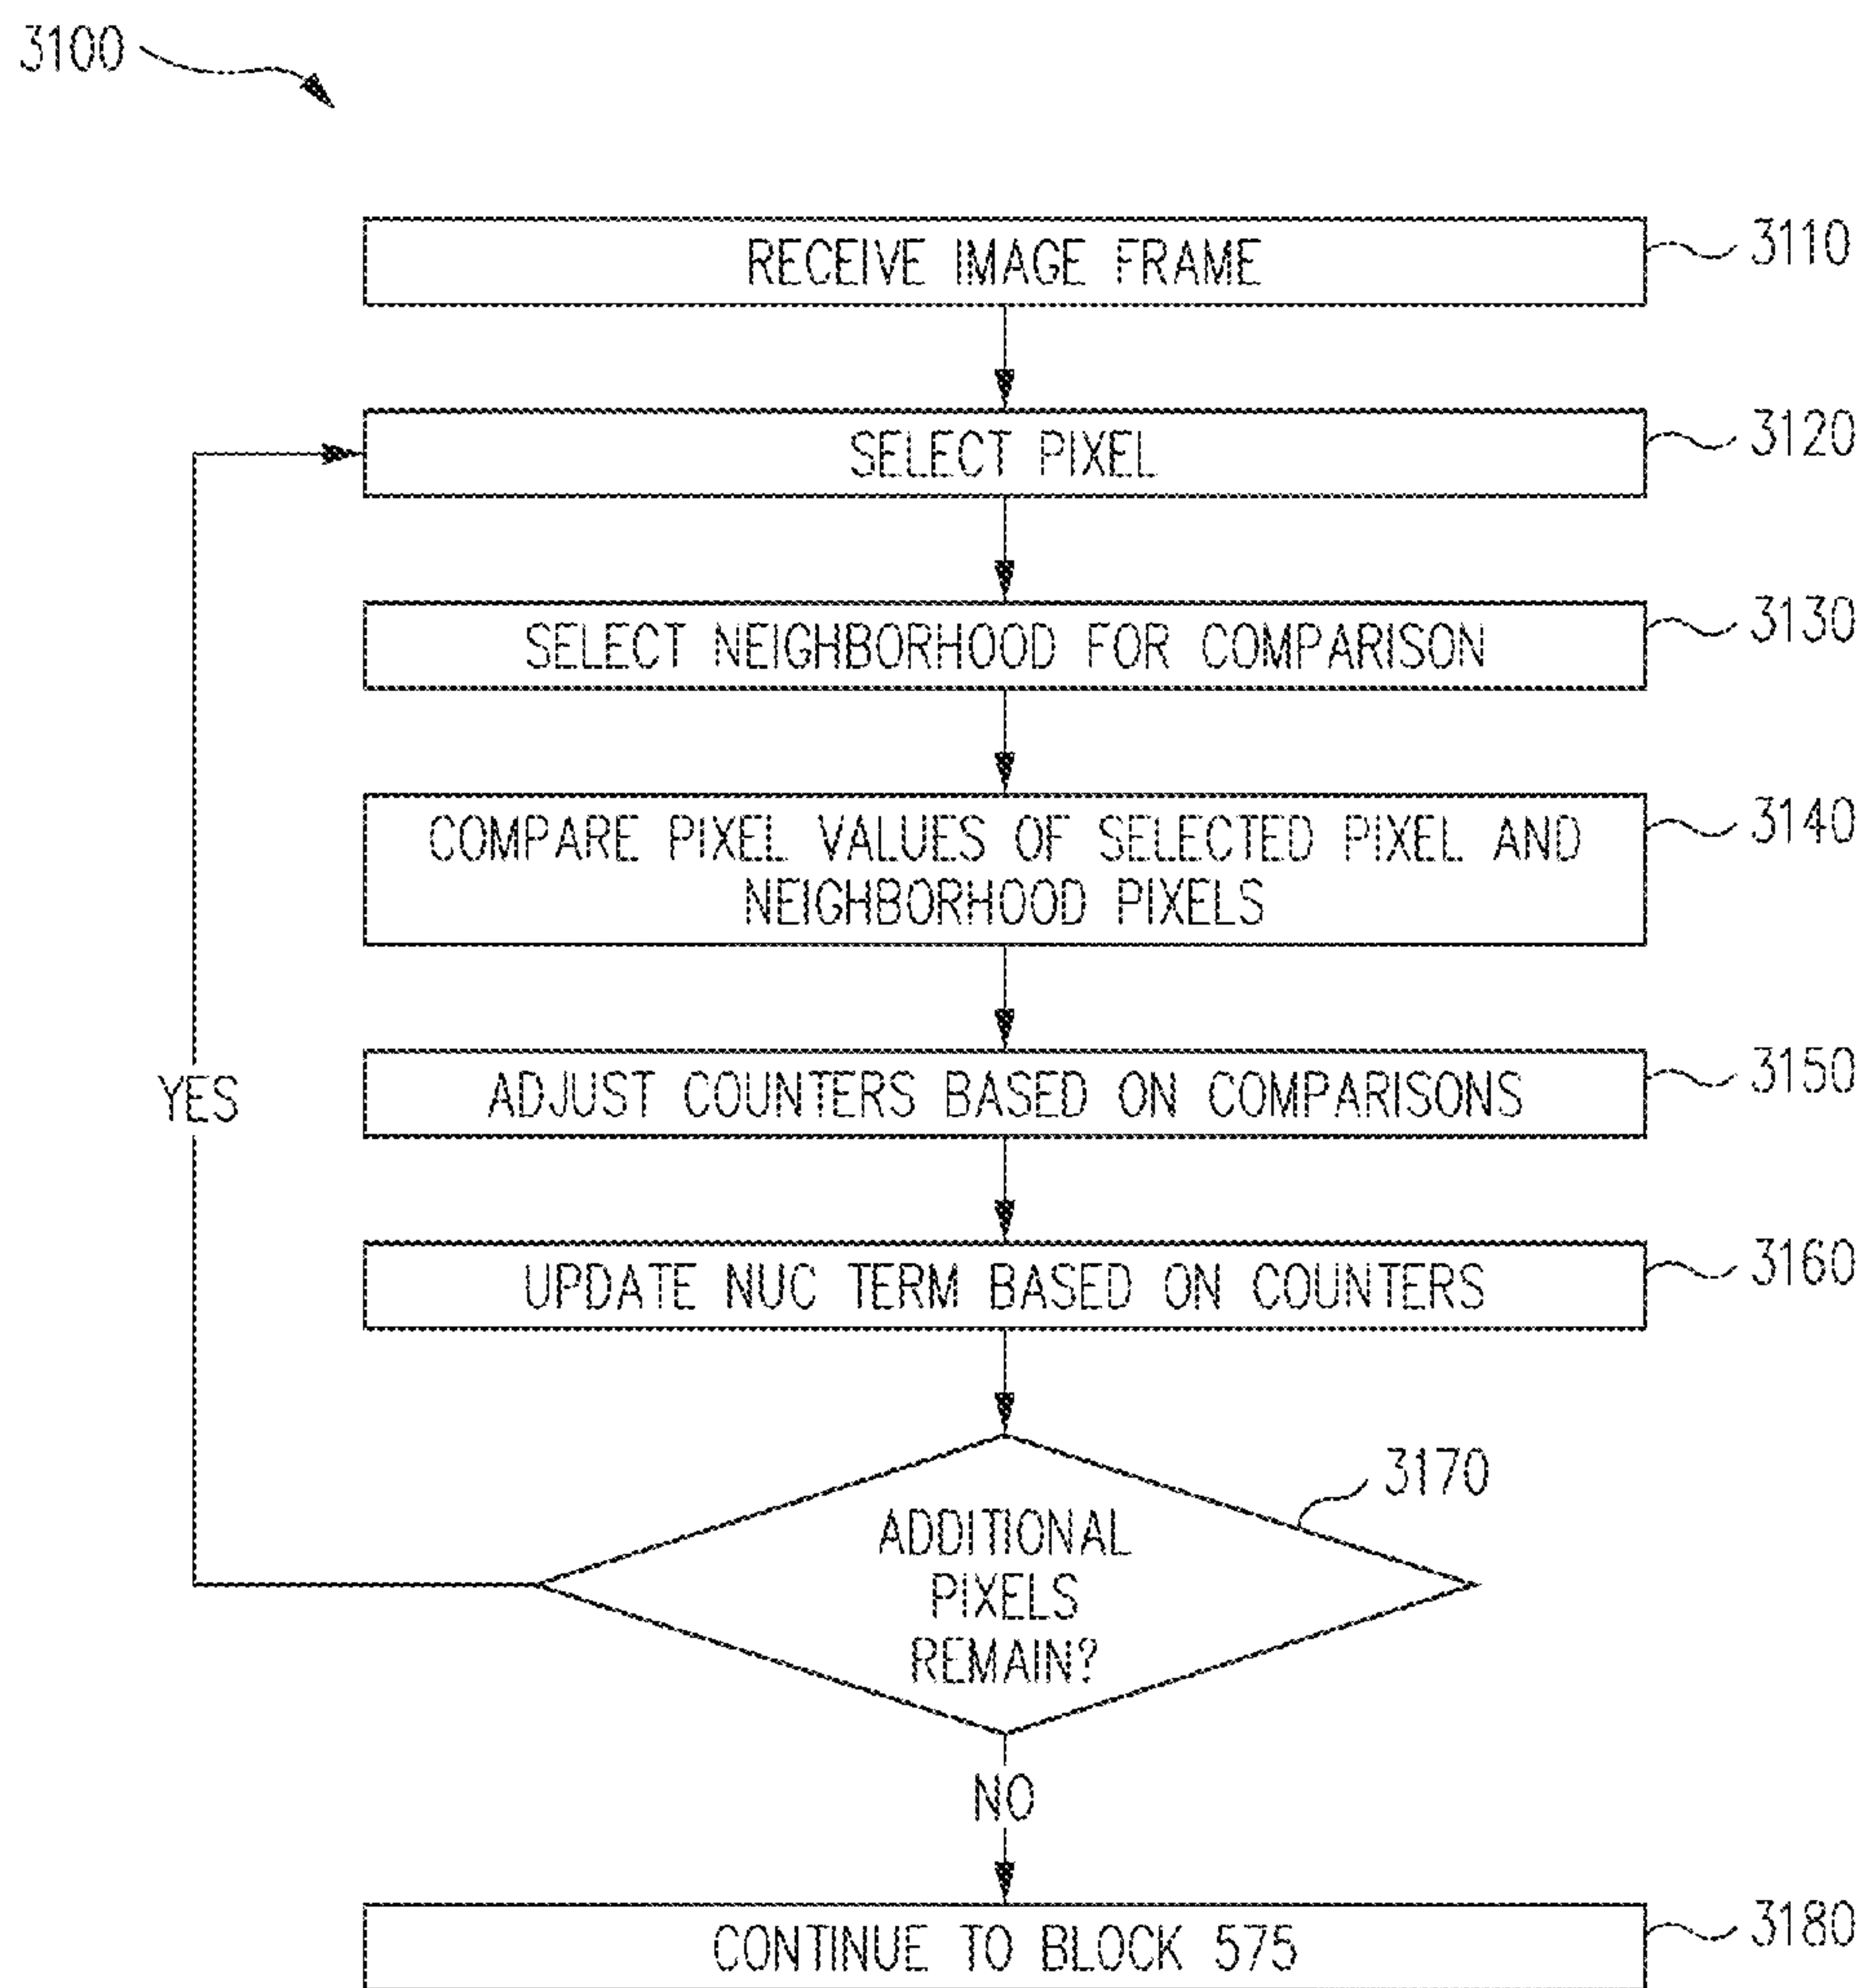 3100
RECEIVE IMAGE FRAME
3110
SELECT PIXEL
3120
SELECT NEIGHBORHOOD FOR COMPARISON
3130
COMPARE PIXEL VALUES OF SELECTED PIXEL AND
NEIGHBORHOOD PIXELS
3140
ADJUST COUNTERS BASED ON COMPARISONS
3150
YES
UPDATE NUC TERM BASED ON COUNTERS
3160
ADDITIONAL
PIXELS
REMAIN?
3170
NO
CONTINUE TO BLOCK 575
3180